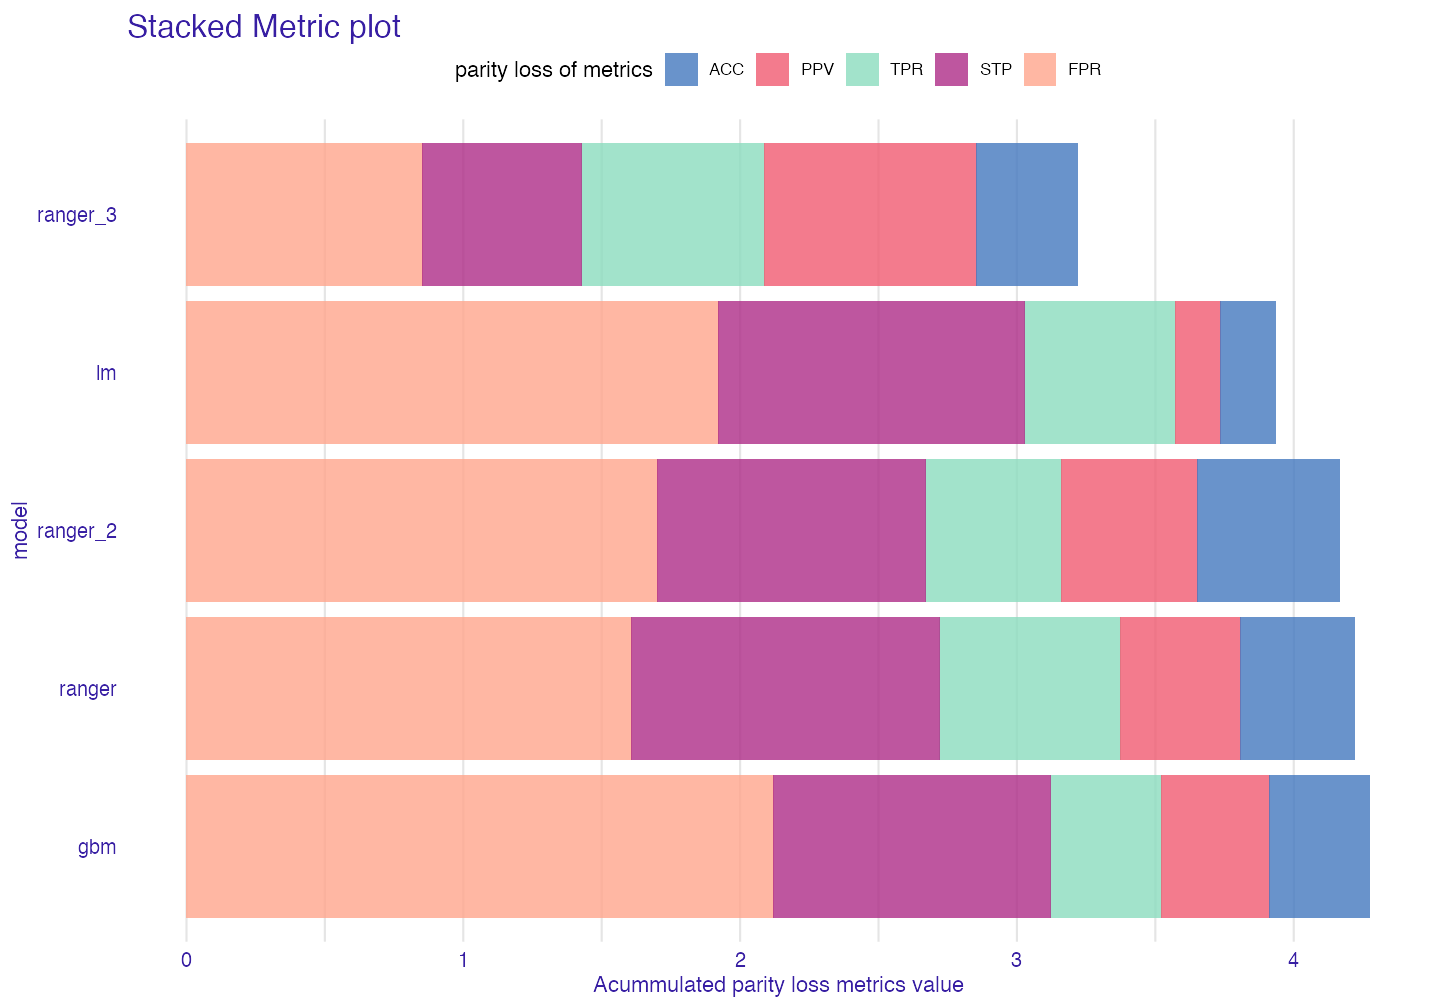 Stacked Metric plot
parity loss of metrics ACC PPV TPR STP FPR
ranger_3
lm
ranger_2
ranger
gbm
model
0 1 2 3 4
Acummulated parity loss metrics value